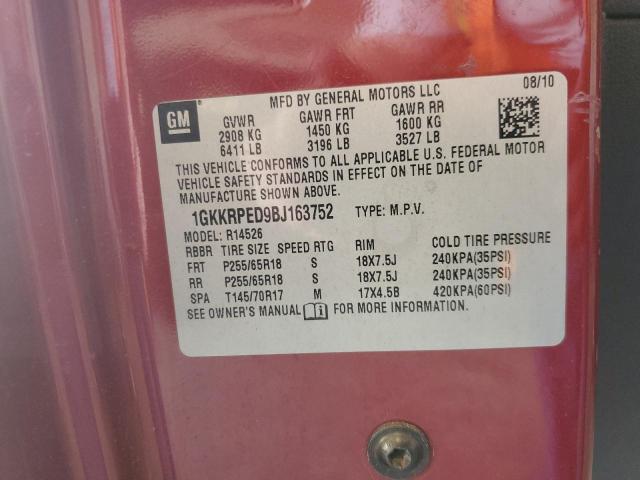 MFD BY GENERAL MOTORS LLC 08/10
GM GVWR GAWR FRT GAWR RR
2908 KG 1450 KG 1600 KG
6411 LB 3196 LB 3527 LB
THIS VEHICLE CONFORMS TO ALL APPLICABLE U.S. FEDERAL MOTOR
VEHICLE SAFETY STANDARDS IN EFFECT ON THE DATE OF
MANUFACTURE SHOWN ABOVE.
1GKKRPED9BJ163752 TYPE: M.P.V.
MODEL: R14526
RBBR TIRE SIZE SPEED RTG RIM COLD TIRE PRESSURE
FRT P255/65R18 S 18X7.5J 240KPA(35PSI)
RR P255/65R18 S 18X7.5J 240KPA(35PSI)
SPA T145/70R17 M 17X4.5B 420KPA(60PSI)
SEE OWNER'S MANUAL FOR MORE INFORMATION.